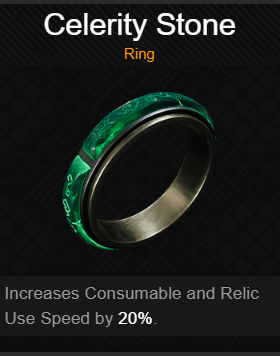 Celerity Stone
Ring
Increases Consumable and Relic
Use Speed by 20%.